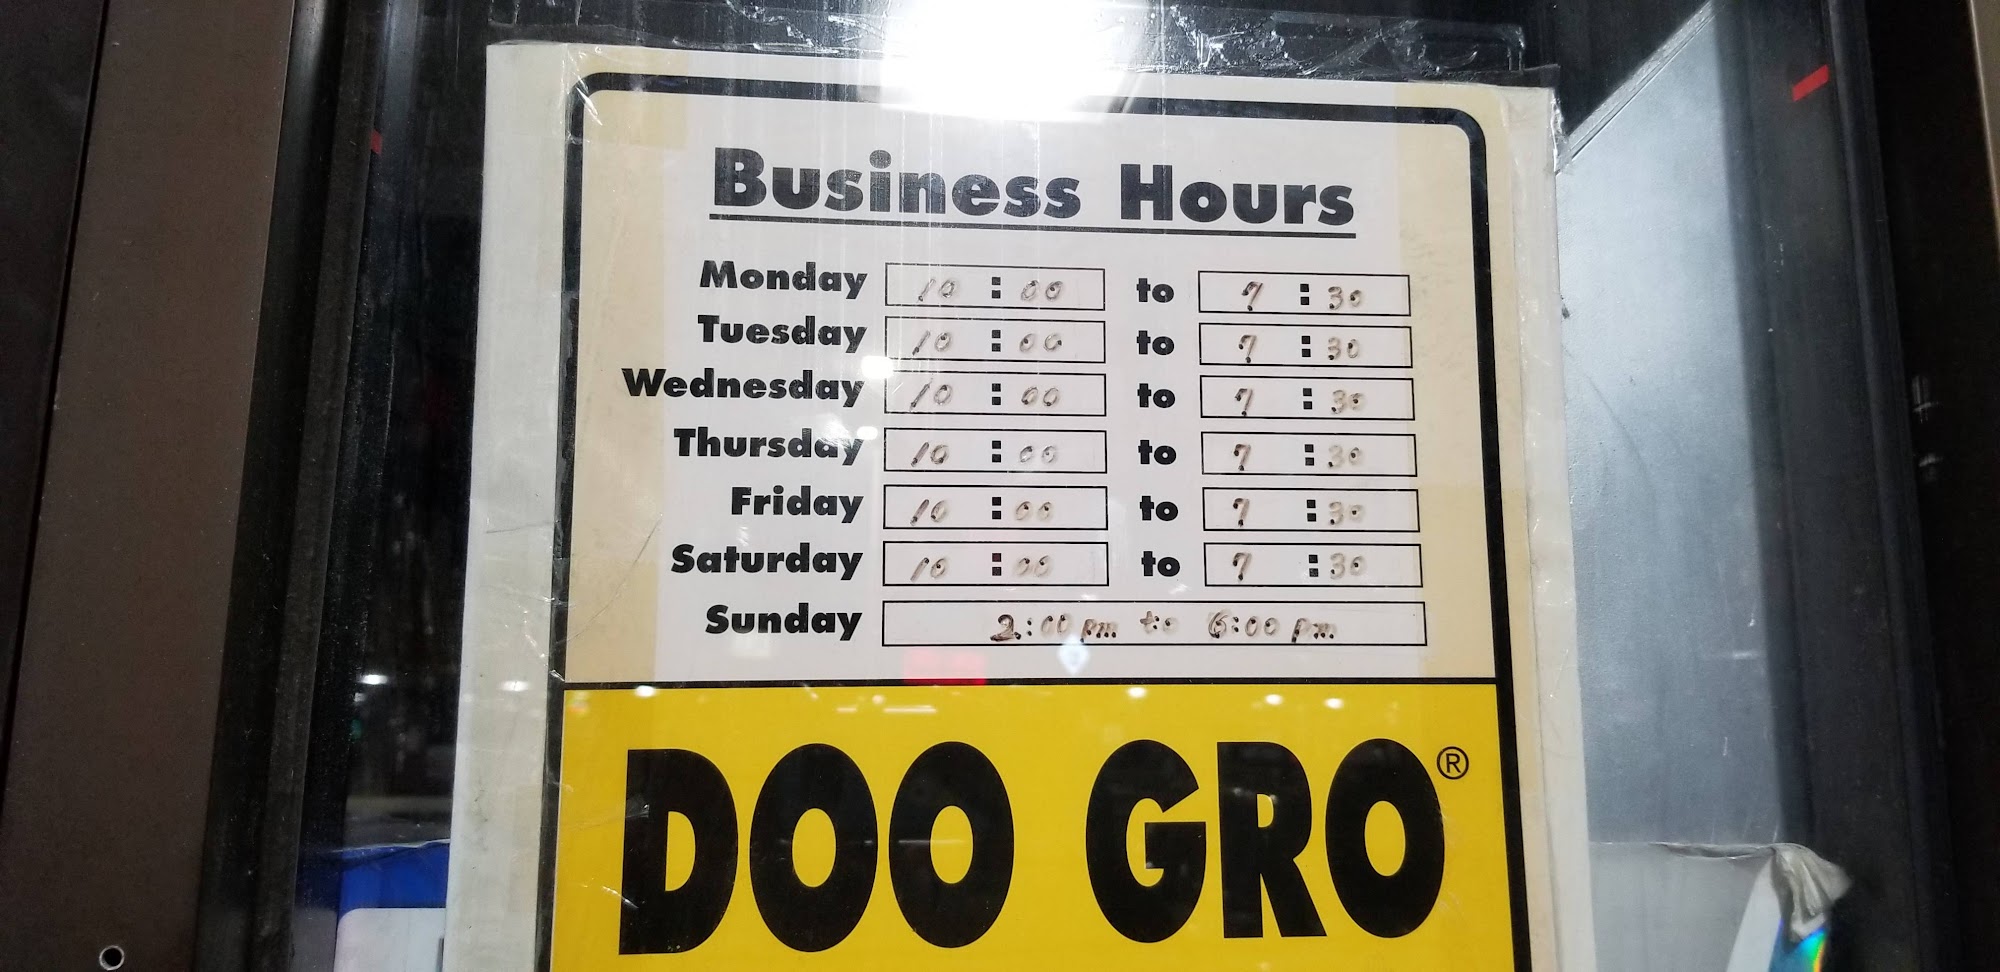 Business Hours
Monday 10:00 to 7:30
Tuesday 10:00 to 7:30
Wednesday 10:00 to 7:30
Thursday 10:00 to 7:30
Friday 10:00 to 7:30
Saturday 10:00 to 7:30
Sunday 2:00 pm to 6:00 pm
DOO GRO®